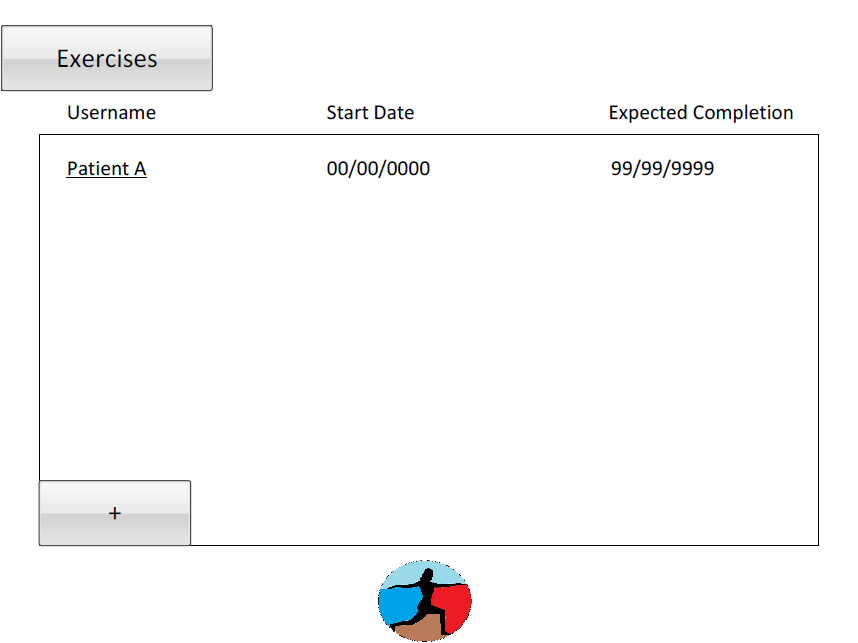 Exercises
Username Start Date Expected Completion
Patient A 00/00/0000 99/99/9999
+